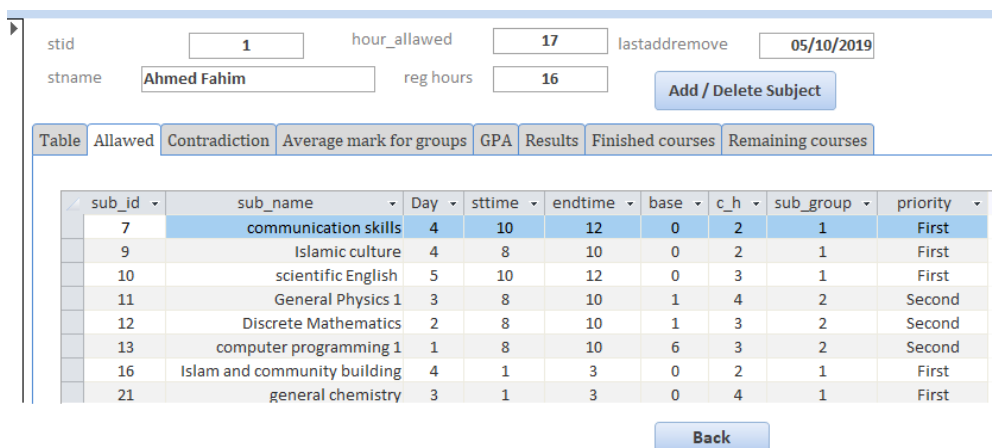 stid 1 hour_allowed 17 lastaddremove 05/10/2019
stname Ahmed Fahim reg hours 16 Add / Delete Subject
Table Allawed Contradiction Average mark for groups GPA Results Finished courses Remaining courses
sub_id sub_name Day sttime endtime base c_h sub_group priority
7 communication skills 4 10 12 0 2 1 First
9 Islamic culture 4 8 10 0 2 1 First
10 scientific English 5 10 12 0 3 1 First
11 General Physics 1 3 8 10 1 4 2 Second
12 Discrete Mathematics 2 8 10 1 3 2 Second
13 computer programming 1 1 8 10 6 3 2 Second
16 Islam and community building 4 1 3 0 2 1 First
21 general chemistry 3 1 3 0 4 1 First
Back